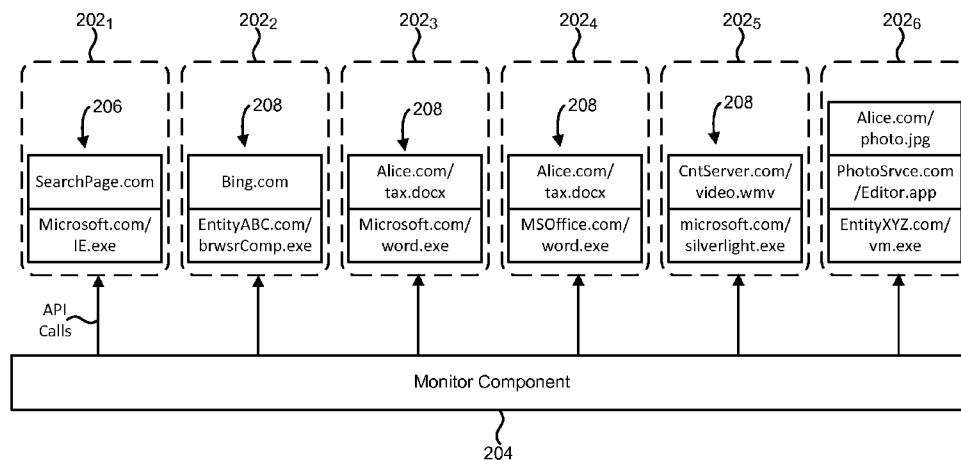 202₁
202₂
202₃
202₄
202₅
202₆
206
208
208
208
208
Alice.com/
photo.jpg
SearchPage.com
Bing.com
Alice.com/
tax.docx
Alice.com/
tax.docx
CntServer.com/
video.wmv
PhotoSrvce.com
/Editor.app
Microsoft.com/
IE.exe
EntityABC.com/
brwsrComp.exe
Microsoft.com/
word.exe
MSOffice.com/
word.exe
microsoft.com/
silverlight.exe
EntityXYZ.com/
vm.exe
API
Calls
Monitor Component
204